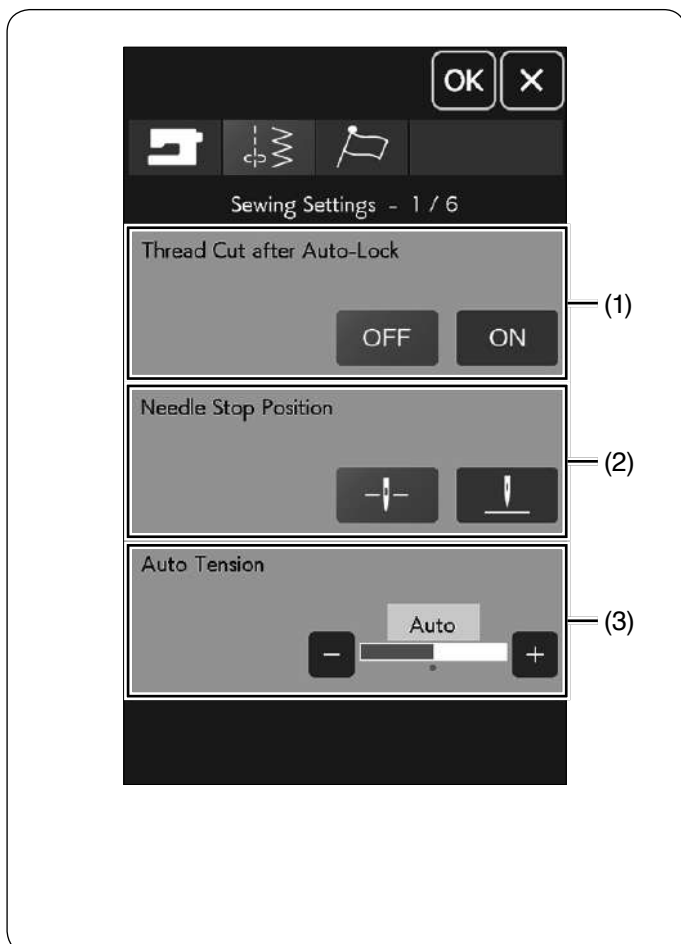 OK ×
Sewing Settings - 1 / 6
Thread Cut after Auto-Lock
(1)
OFF ON
Needle Stop Position
(2)
Auto Tension
Auto
(3)
- +